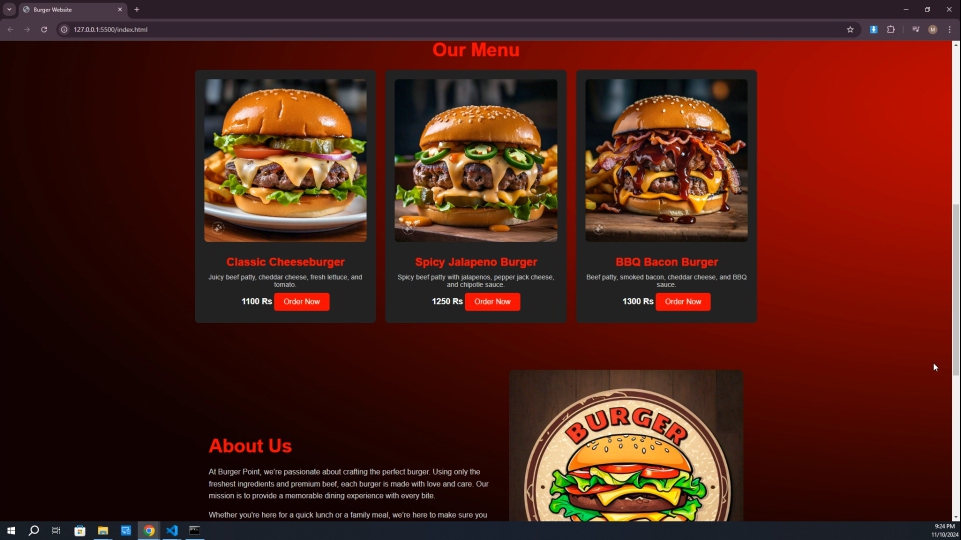 Burger Website
127.0.0.1:5500/index.html
M
Our Menu
Classic Cheeseburger
Juicy beef patty, cheddar cheese, fresh lettuce, and
tomato.
1100 Rs Order Now
Spicy Jalapeno Burger
Spicy beef patty with jalapenos, pepper jack cheese,
and chipotle sauce.
1250 Rs Order Now
BBQ Bacon Burger
Beef patty, smoked bacon, cheddar cheese, and BBQ
sauce.
1300 Rs Order Now
About Us
At Burger Point, we're passionate about crafting the perfect burger. Using only the
freshest ingredients and premium beef, each burger is made with love and care. Our
mission is to provide a memorable dining experience with every bite.
Whether you're here for a quick lunch or a family meal, we're here to make sure you
BURGER
9:24 PM
11/10/2024